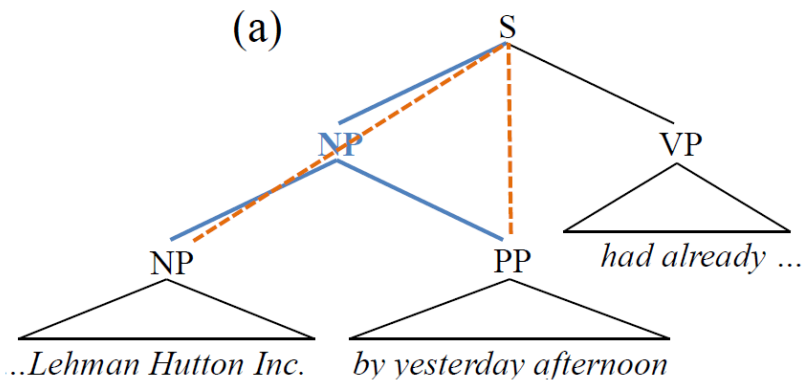 (a)
S
NP
VP
NP
PP
had already ...
...Lehman Hutton Inc.
by yesterday afternoon